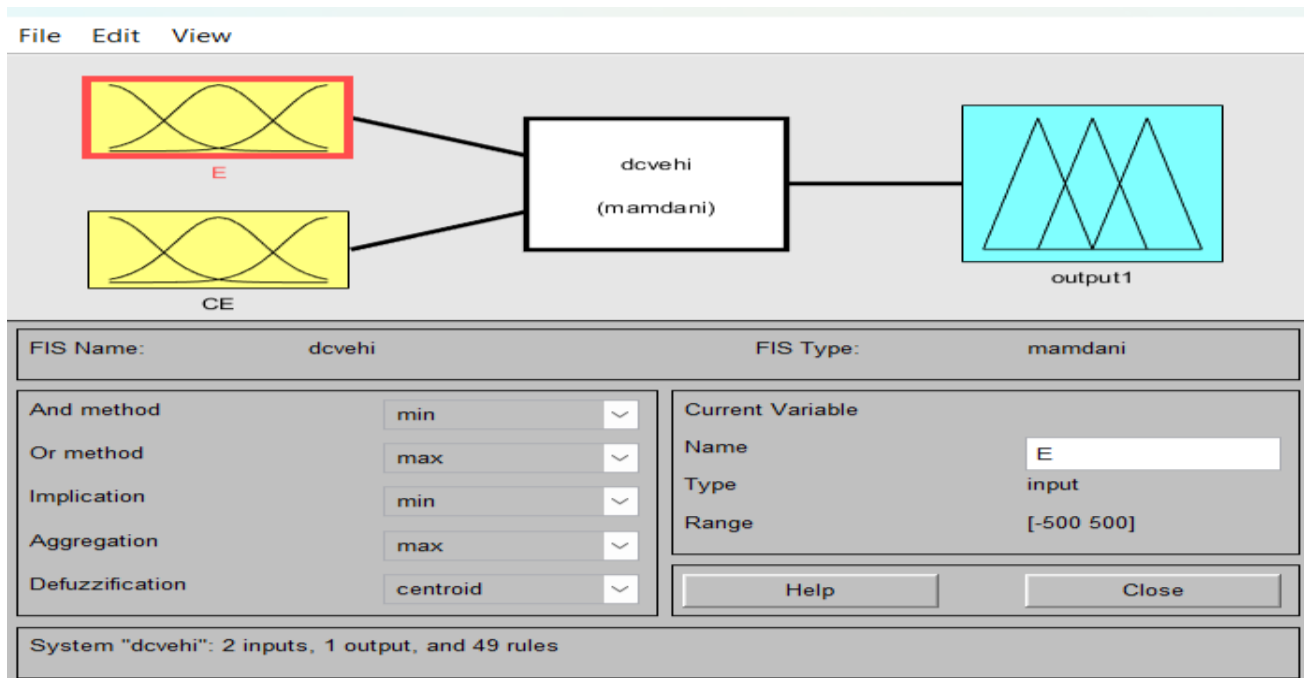 File Edit View
E
CE
dcvehi
(mamdani)
output1
FIS Name: dcvehi FIS Type: mamdani
And method min
Or method max
Implication min
Aggregation max
Defuzzification centroid
Current Variable
Name E
Type input
Range [-500 500]
Help Close
System "dcvehi": 2 inputs, 1 output, and 49 rules